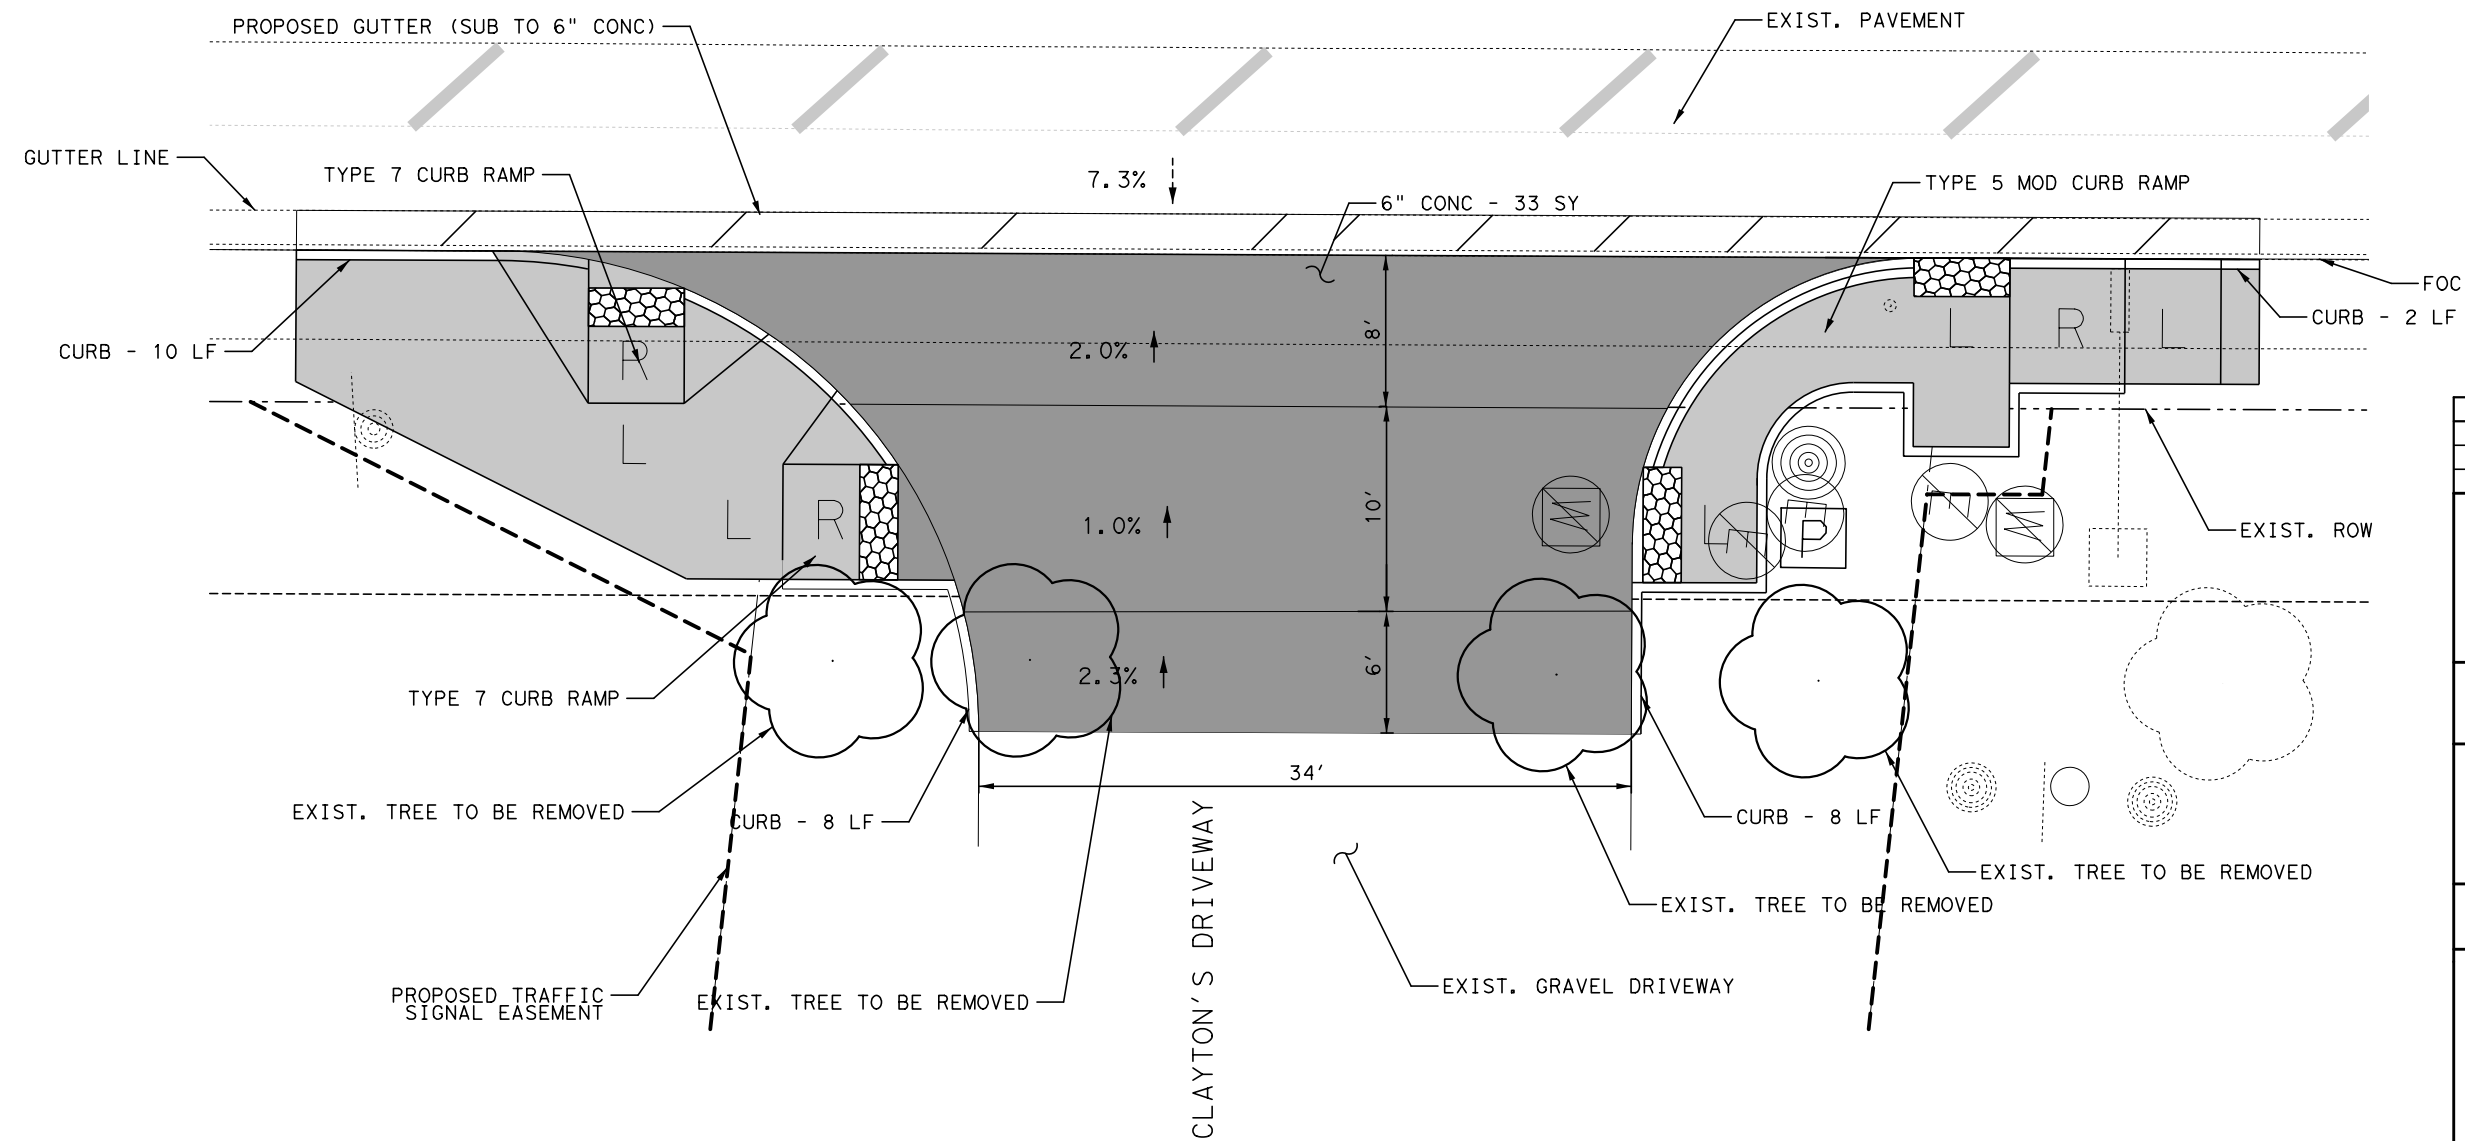 PROPOSED GUTTER (SUB TO 6" CONC)
EXIST. PAVEMENT
GUTTER LINE
TYPE 7 CURB RAMP
7.3%
TYPE 5 MOD CURB RAMP
6" CONC - 33 SY
FOC
CURB - 2 LF
CURB - 10 LF
R
2.0%
8'
L
R
L
L
L
R
1.0%
10'
M
L
P
M
EXIST. ROW
TYPE 7 CURB RAMP
2.3%
6'
34'
EXIST. TREE TO BE REMOVED
CURB - 8 LF
CURB - 8 LF
EXIST. TREE TO BE REMOVED
EXIST. TREE TO BE REMOVED
CLAYTON'S DRIVEWAY
PROPOSED TRAFFIC
SIGNAL EASEMENT
EXIST. TREE TO BE REMOVED
EXIST. GRAVEL DRIVEWAY